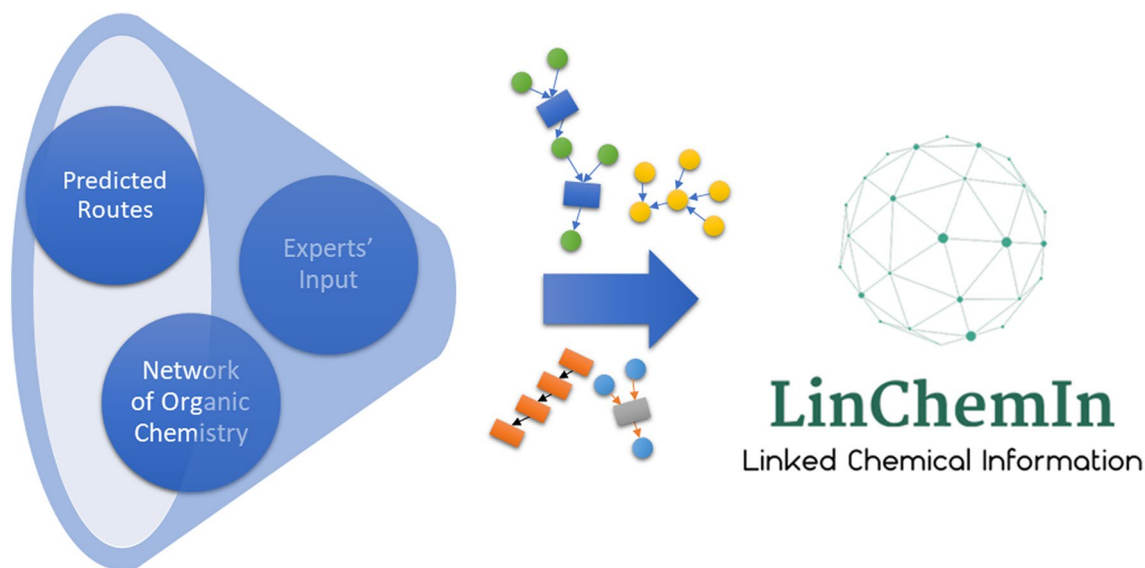 Predicted
Routes
Experts’
Input
Network
of Organic
Chemistry
LinChemIn
Linked Chemical Information